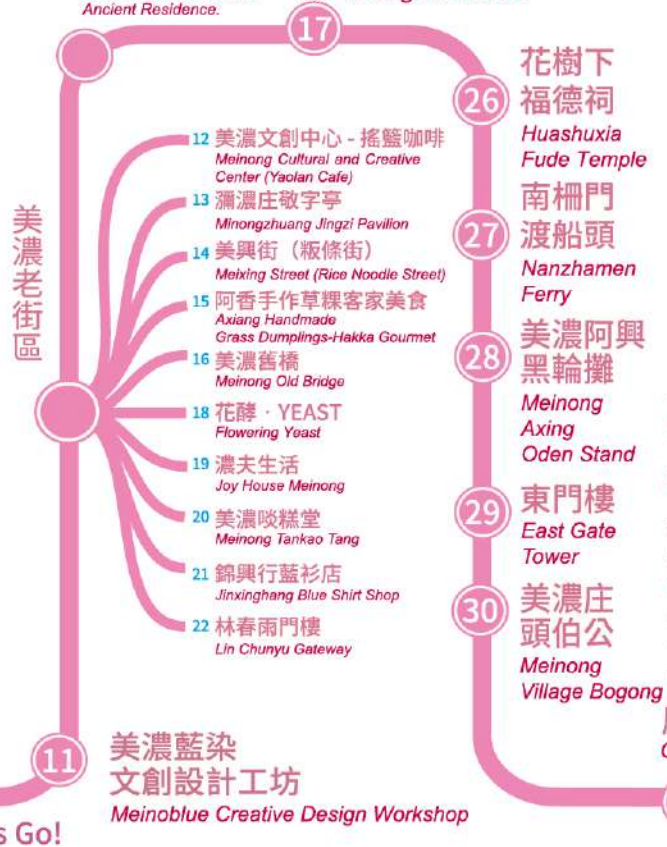 Ancient Residence.
17
12 美濃文創中心 - 搖籃咖啡
Meinong Cultural and Creative
Center (Yaolan Cafe)
13 瀰濃庄敬字亭
Minongzhuang Jingzi Pavilion
14 美興街（粄條街）
Meixing Street (Rice Noodle Street)
15 阿香手作草粿客家美食
Axiang Handmade
Grass Dumplings-Hakka Gourmet
16 美濃舊橋
Meinong Old Bridge
18 花酵 · YEAST
Flowering Yeast
19 濃夫生活
Joy House Meinong
20 美濃啖糕堂
Meinong Tankao Tang
21 錦興行藍衫店
Jinxinghang Blue Shirt Shop
22 林春雨門樓
Lin Chunyu Gateway
美濃老街區
11
美濃藍染
文創設計工坊
Meinoblue Creative Design Workshop
s Go!
26
花樹下
福德祠
Huashuxia
Fude Temple
27
南柵門
渡船頭
Nanzhamen
Ferry
28
美濃阿興
黑輪攤
Meinong
Axing
Oden Stand
29
東門樓
East Gate
Tower
30
美濃庄
頭伯公
Meinong
Village Bogong